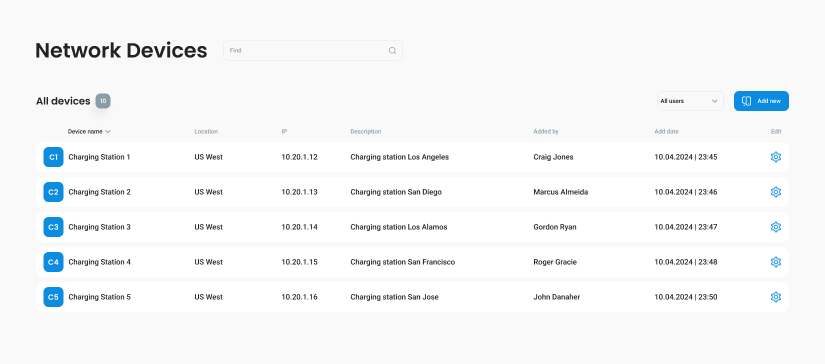 Network Devices
Find
All devices 10
All users
Add new
Device name Location IP Description Added by Add date Edit
C1 Charging Station 1 US West 10.20.1.12 Charging station Los Angeles Craig Jones 10.04.2024 | 23:45
C2 Charging Station 2 US West 10.20.1.13 Charging station San Diego Marcus Almeida 10.04.2024 | 23:46
C3 Charging Station 3 US West 10.20.1.14 Charging station Los Alamos Gordon Ryan 10.04.2024 | 23:47
C4 Charging Station 4 US West 10.20.1.15 Charging station San Francisco Roger Gracie 10.04.2024 | 23:48
C5 Charging Station 5 US West 10.20.1.16 Charging station San Jose John Danaher 10.04.2024 | 23:50